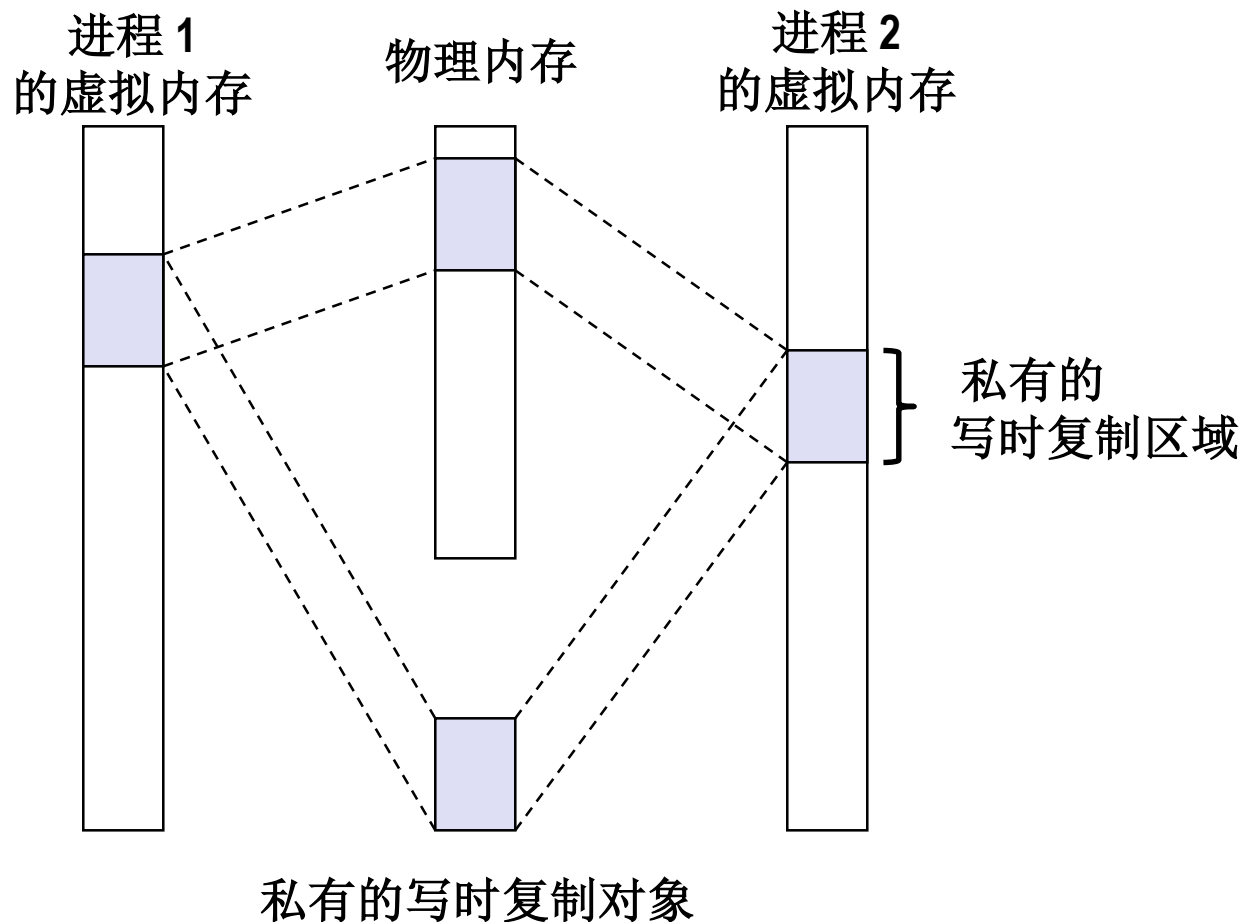 进程 1
的虚拟内存
物理内存
进程 2
的虚拟内存
私有的
写时复制区域
私有的写时复制对象